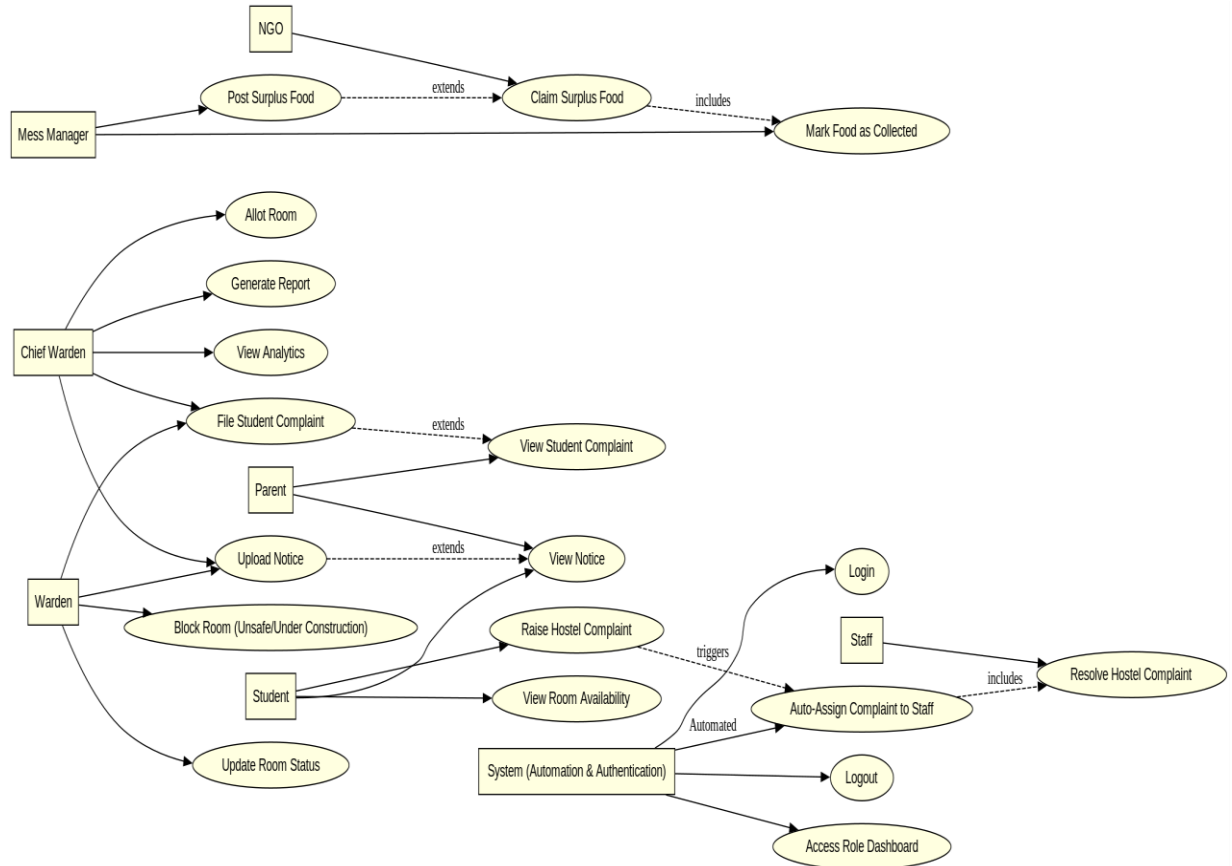 NGO
Post Surplus Food
extends
Claim Surplus Food
includes
Mess Manager
Mark Food as Collected
Allot Room
Generate Report
Chief Warden
View Analytics
File Student Complaint
extends
View Student Complaint
Parent
Upload Notice
extends
View Notice
Login
Warden
Block Room (Unsafe/Under Construction)
Raise Hostel Complaint
Staff
triggers
Resolve Hostel Complaint
includes
Student
View Room Availability
Auto-Assign Complaint to Staff
Automated
Update Room Status
System (Automation & Authentication)
Logout
Access Role Dashboard